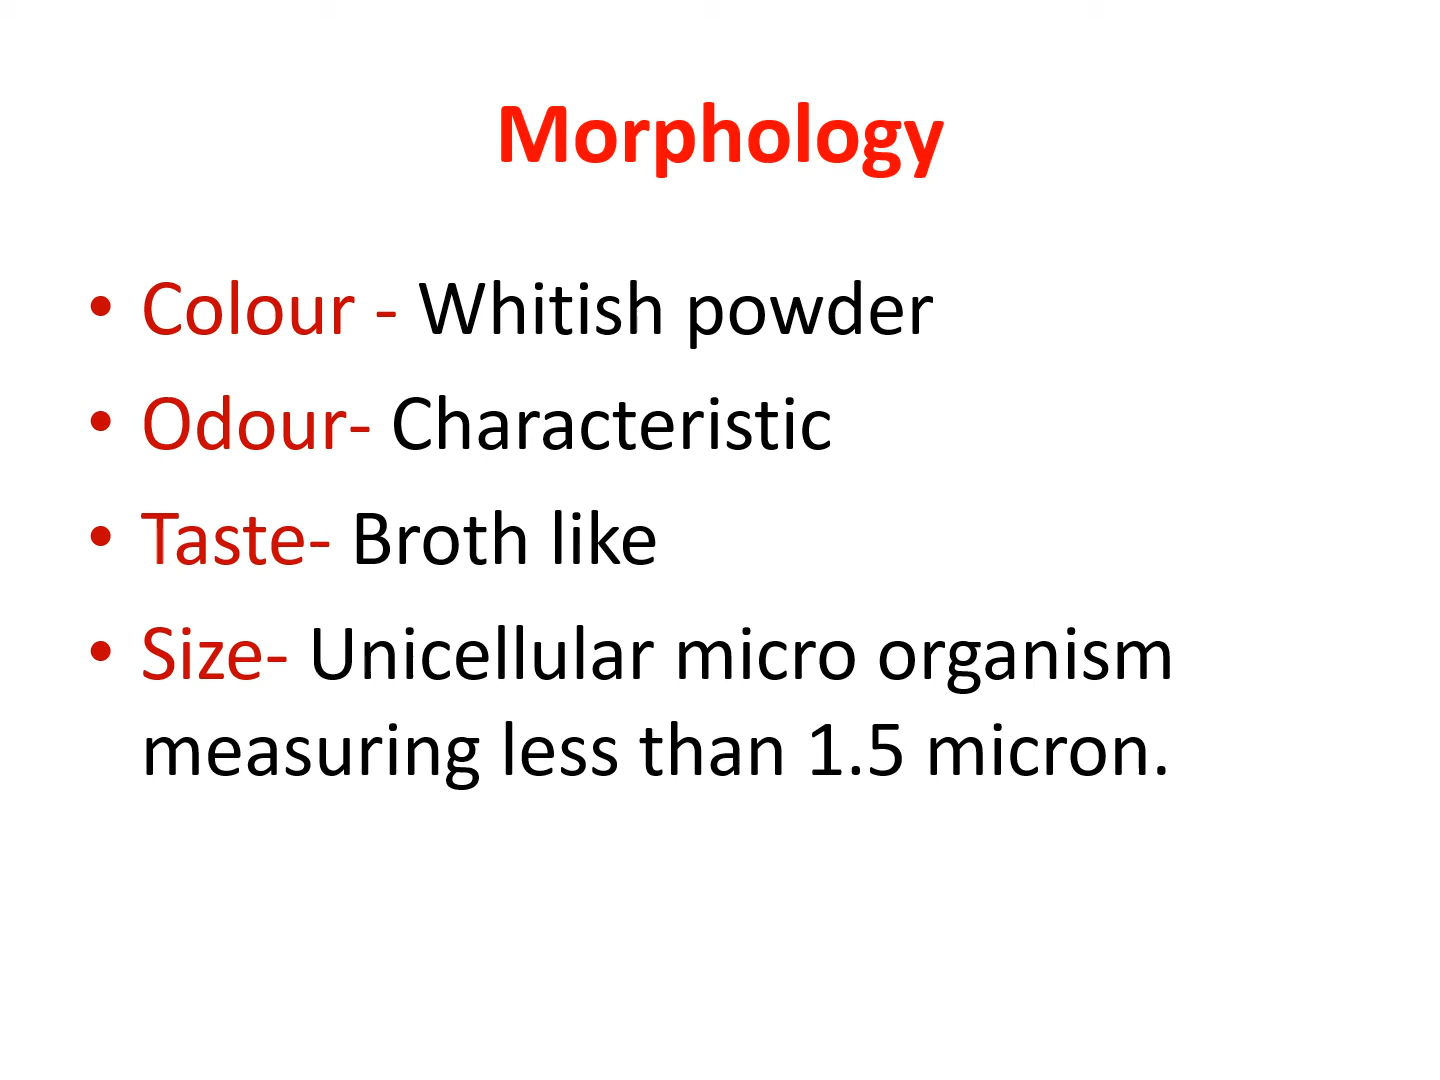 Morphology
• Colour - Whitish powder
• Odour- Characteristic
• Taste- Broth like
• Size- Unicellular micro organism
measuring less than 1.5 micron.